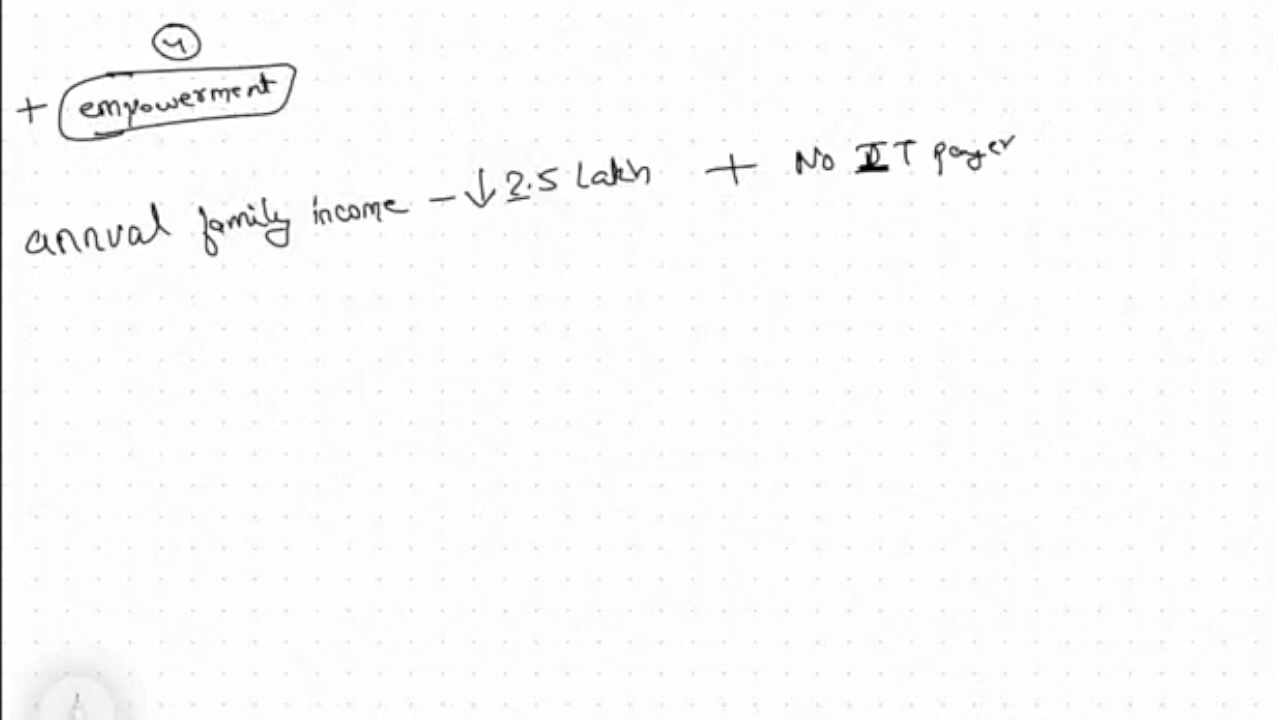 4
+ empowerment
annual family income - ↓ 2.5 Lakh + No IT payer